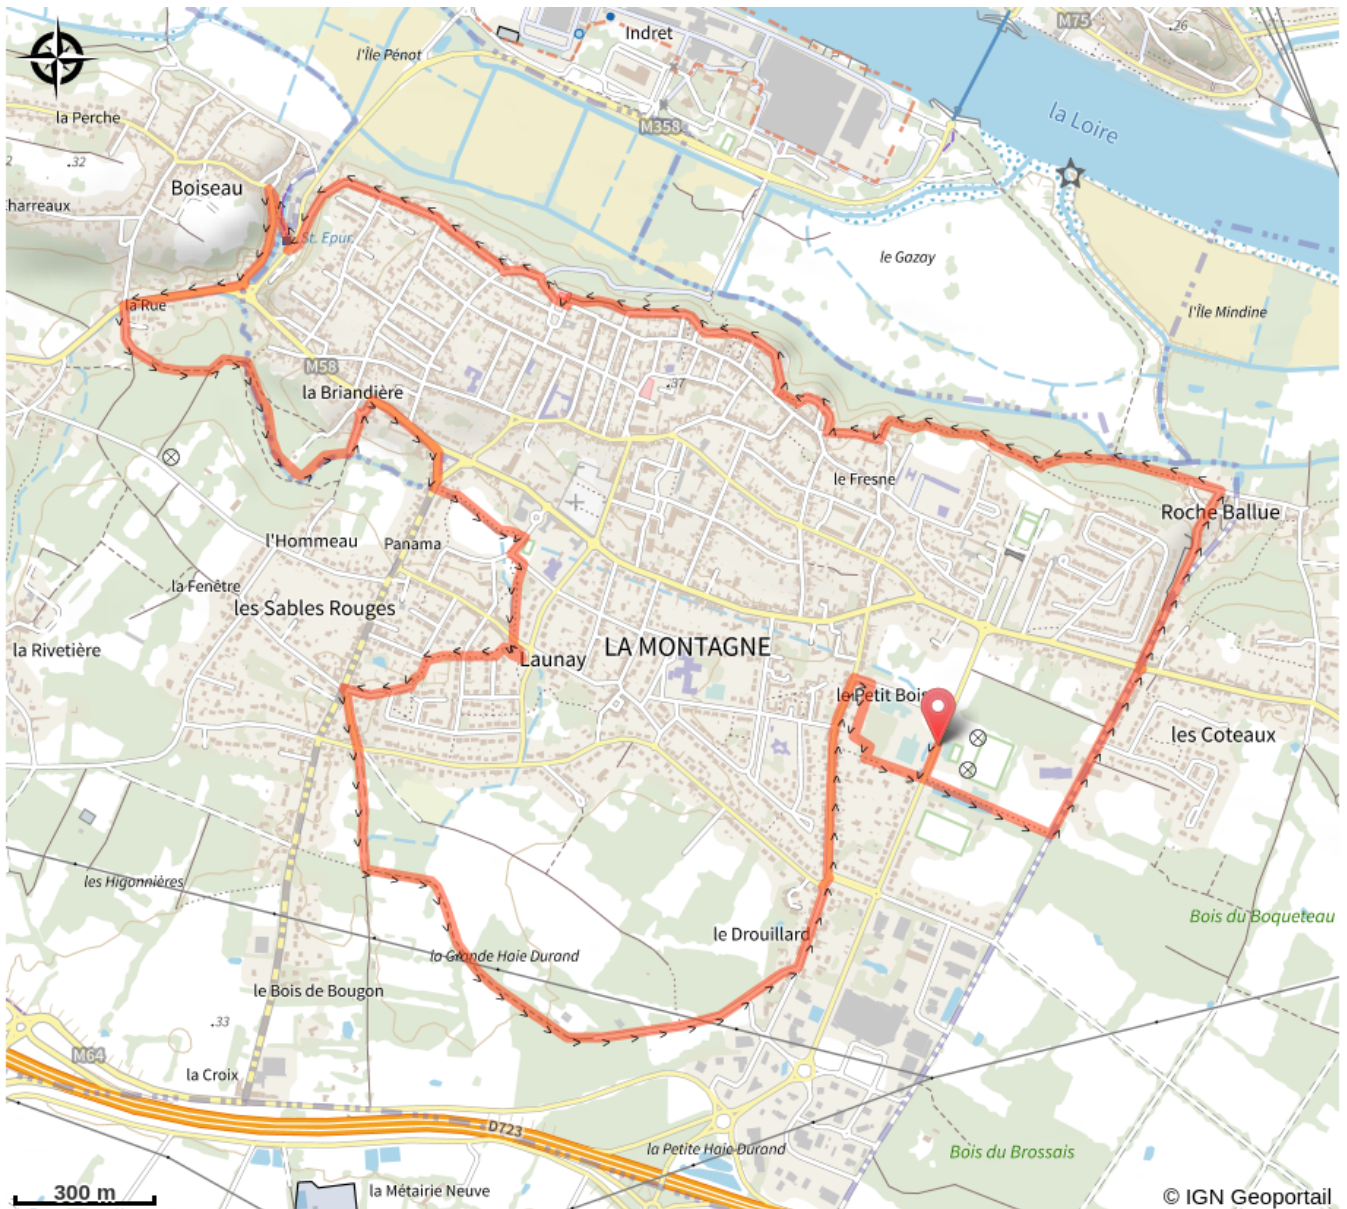 M75
26
Indret
l'Île Pénot
la Loire
la Perche
M358
32
Boiseau
harreaux
St. Epur.
le Gazay
la Rue
l'Île Mindine
M58
37
la Briandière
le Fresne
Roche Ballue
l'Hommeau
Panama
la Fenêtre
les Sables Rouges
la Rivetière
LA MONTAGNE
Launay
le Petit Bois
les Coteaux
les Higonnières
Bois du Boqueteau
le Drouillard
la Grande Haie Durand
le Bois de Bougon
33
M64
la Croix
D723
la Petite Haie Durand
Bois du Brossais
la Métairie Neuve
300 m
© IGN Geoportail